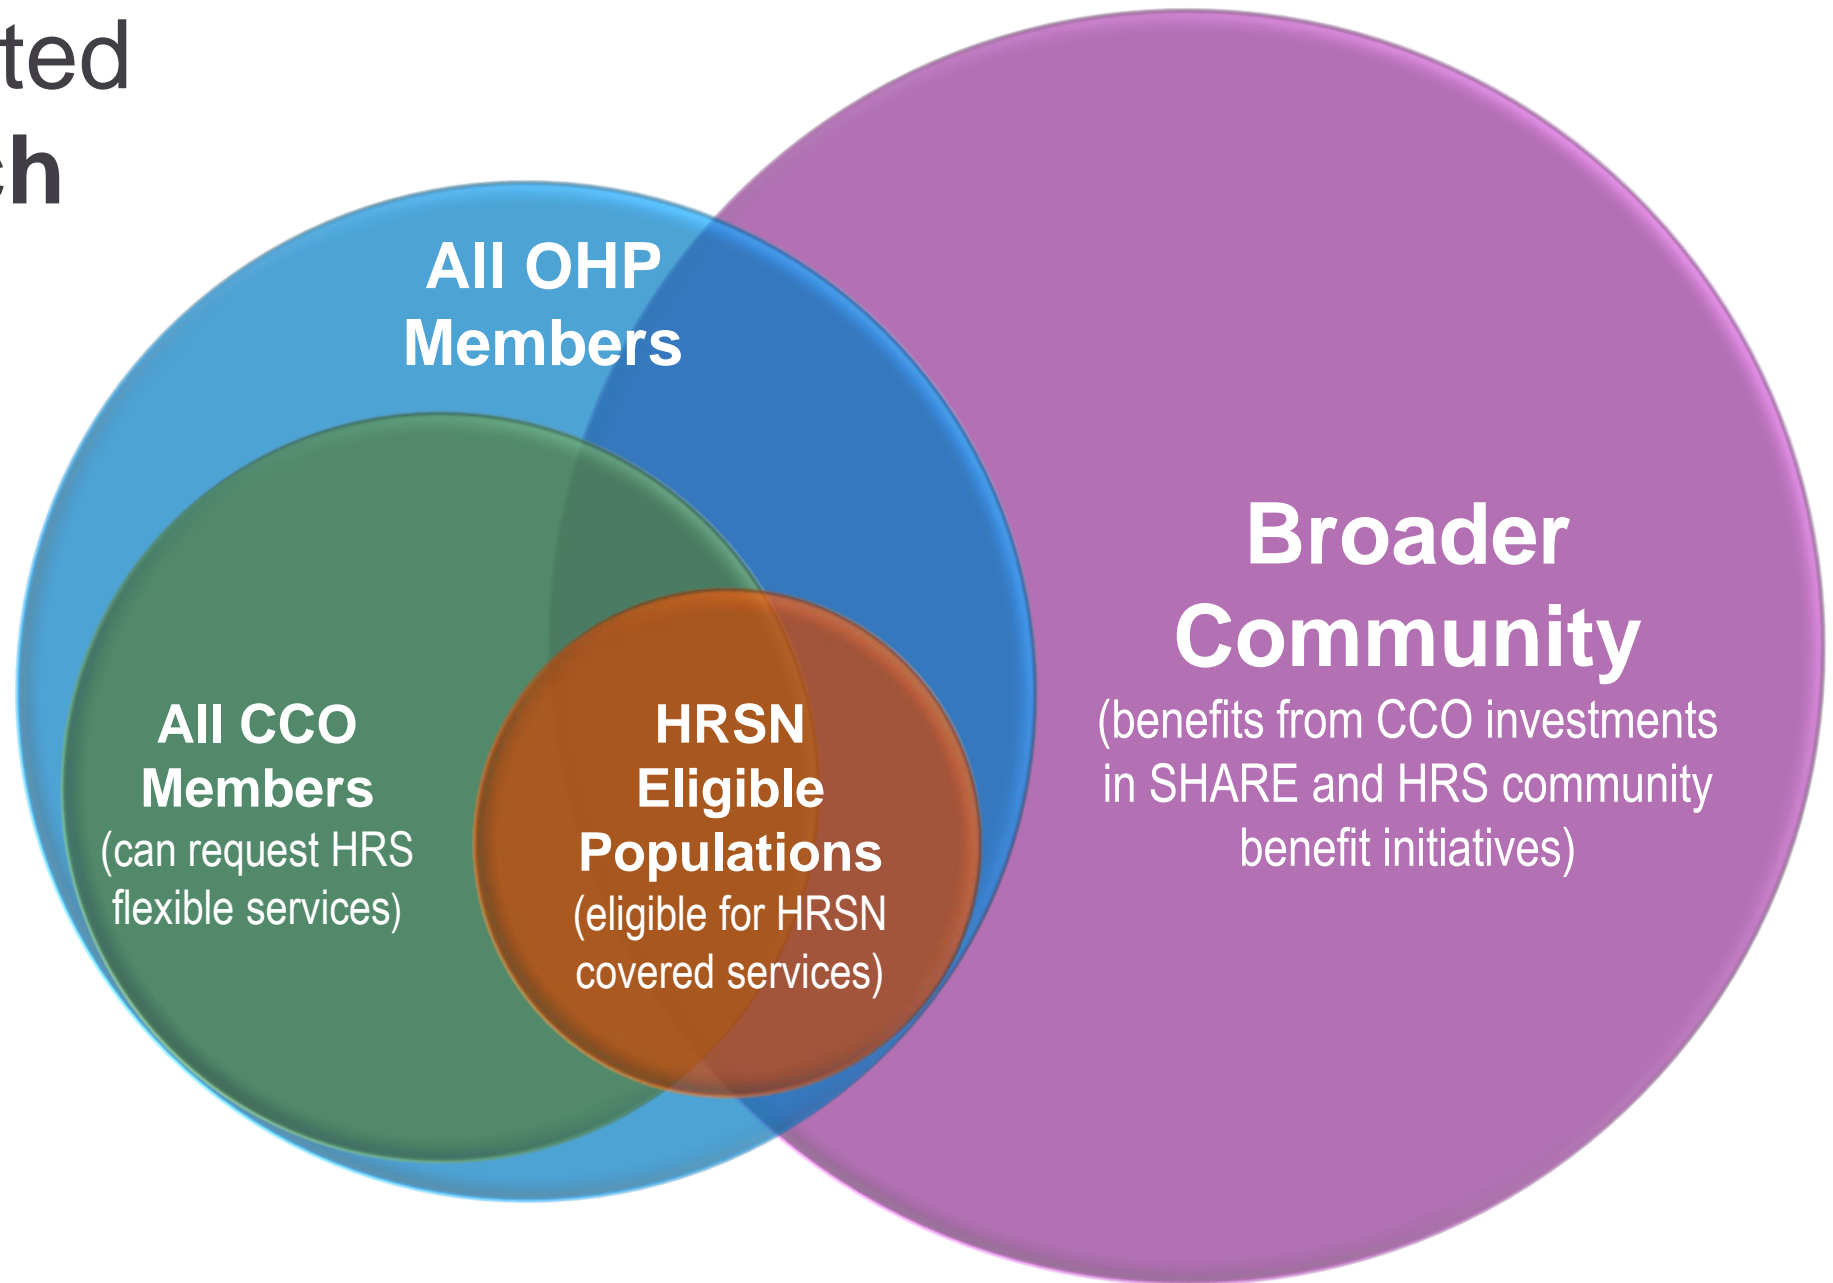 ted
ch
All OHP
Members
All CCO
Members
(can request HRS
flexible services)
HRSN
Eligible
Populations
(eligible for HRSN
covered services)
Broader
Community
(benefits from CCO investments
in SHARE and HRS community
benefit initiatives)